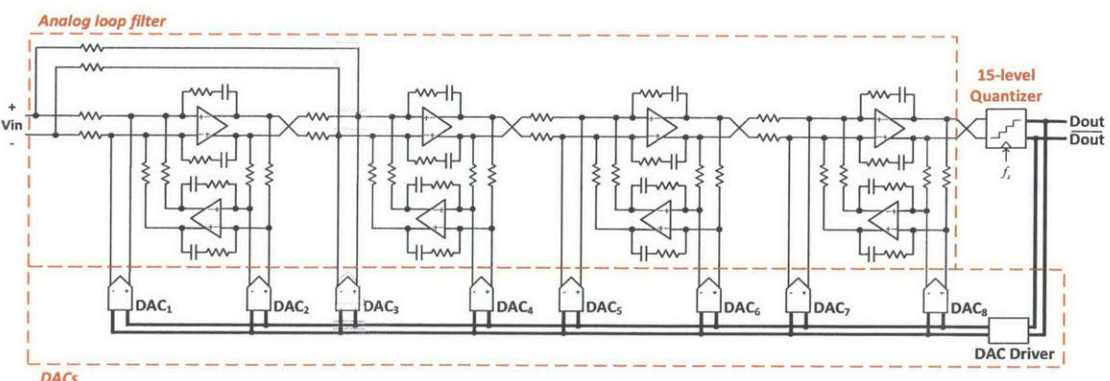 Analog loop filter
15-level
Quantizer
+
Vin
-
Dout
Dout
fs
DAC1
DAC2
DAC3
DAC4
DAC5
DAC6
DAC7
DAC8
DAC Driver
DACs